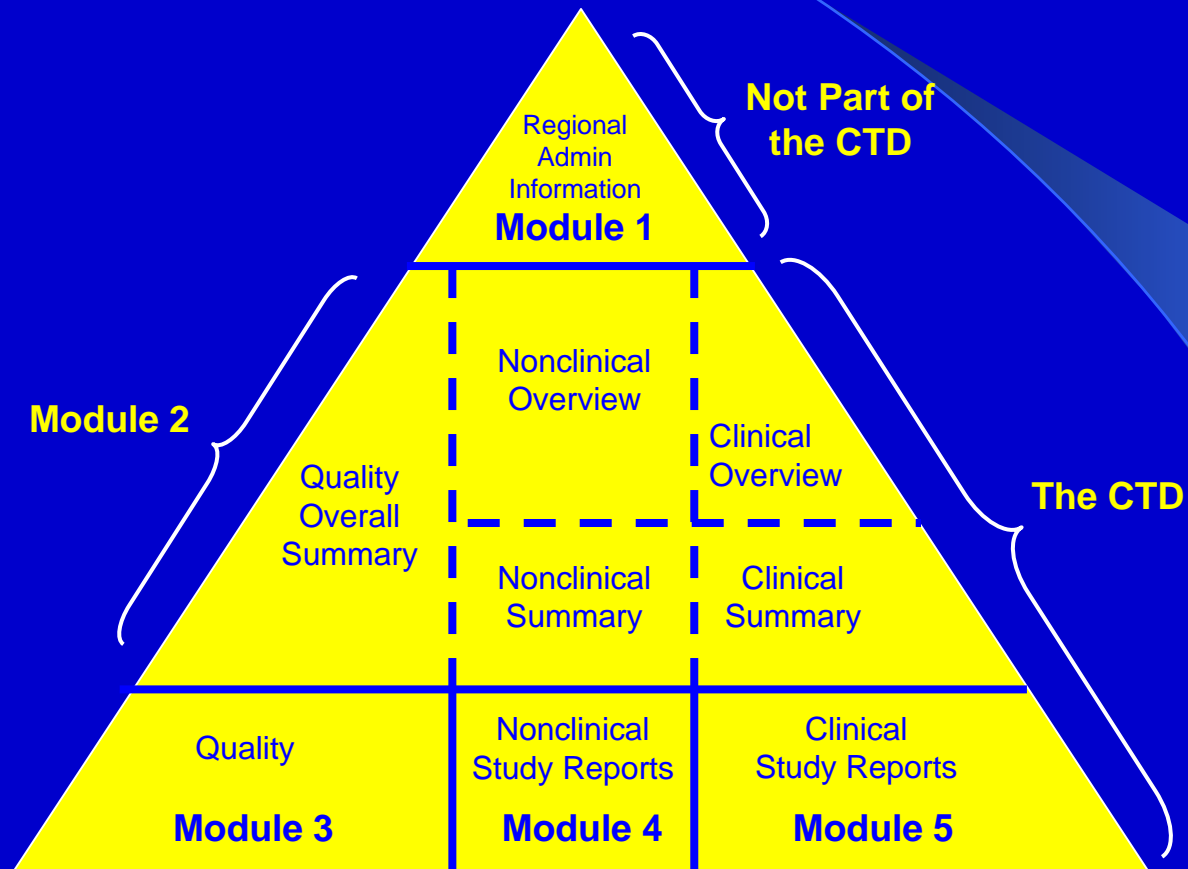 Not Part of
the CTD
Regional
Admin
Information
Module 1
Module 2
Nonclinical
Overview
Clinical
Overview
Quality
Overall
Summary
The CTD
Nonclinical
Summary
Clinical
Summary
Quality
Module 3
Nonclinical
Study Reports
Module 4
Clinical
Study Reports
Module 5